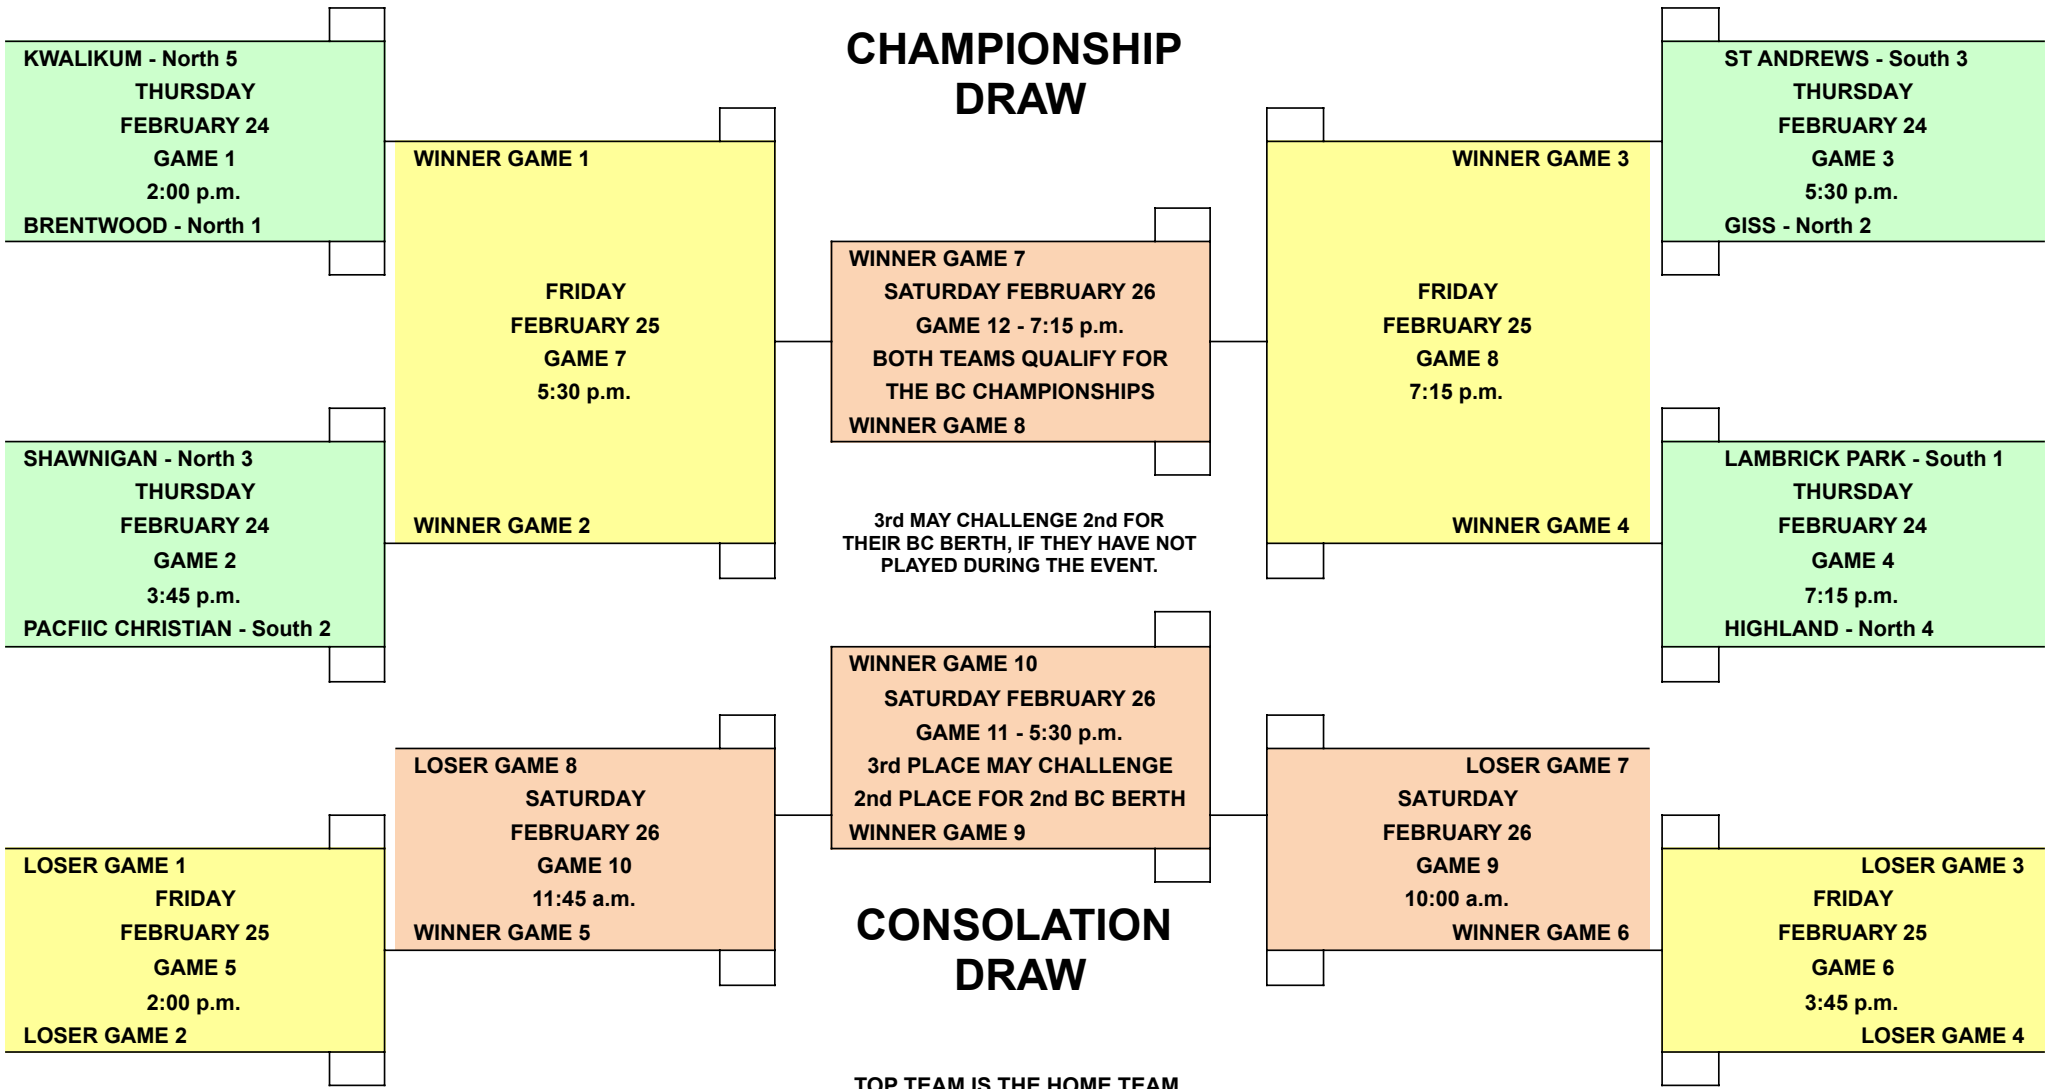 CHAMPIONSHIP
DRAW
KWALIKUM - North 5
THURSDAY
FEBRUARY 24
GAME 1
2:00 p.m.
BRENTWOOD - North 1
SHAWNIGAN - North 3
THURSDAY
FEBRUARY 24
GAME 2
3:45 p.m.
PACFIIC CHRISTIAN - South 2
WINNER GAME 1
FRIDAY
FEBRUARY 25
GAME 7
5:30 p.m.
WINNER GAME 2
WINNER GAME 7
SATURDAY FEBRUARY 26
GAME 12 - 7:15 p.m.
BOTH TEAMS QUALIFY FOR
THE BC CHAMPIONSHIPS
WINNER GAME 8
3rd MAY CHALLENGE 2nd FOR
THEIR BC BERTH, IF THEY HAVE NOT
PLAYED DURING THE EVENT.
WINNER GAME 3
FRIDAY
FEBRUARY 25
GAME 8
7:15 p.m.
WINNER GAME 4
ST ANDREWS - South 3
THURSDAY
FEBRUARY 24
GAME 3
5:30 p.m.
GISS - North 2
LAMBRICK PARK - South 1
THURSDAY
FEBRUARY 24
GAME 4
7:15 p.m.
HIGHLAND - North 4
LOSER GAME 1
FRIDAY
FEBRUARY 25
GAME 5
2:00 p.m.
LOSER GAME 2
LOSER GAME 8
SATURDAY
FEBRUARY 26
GAME 10
11:45 a.m.
WINNER GAME 5
WINNER GAME 10
SATURDAY FEBRUARY 26
GAME 11 - 5:30 p.m.
3rd PLACE MAY CHALLENGE
2nd PLACE FOR 2nd BC BERTH
WINNER GAME 9
LOSER GAME 7
SATURDAY
FEBRUARY 26
GAME 9
10:00 a.m.
WINNER GAME 6
LOSER GAME 3
FRIDAY
FEBRUARY 25
GAME 6
3:45 p.m.
LOSER GAME 4
CONSOLATION
DRAW
TOP TEAM IS THE HOME TEAM